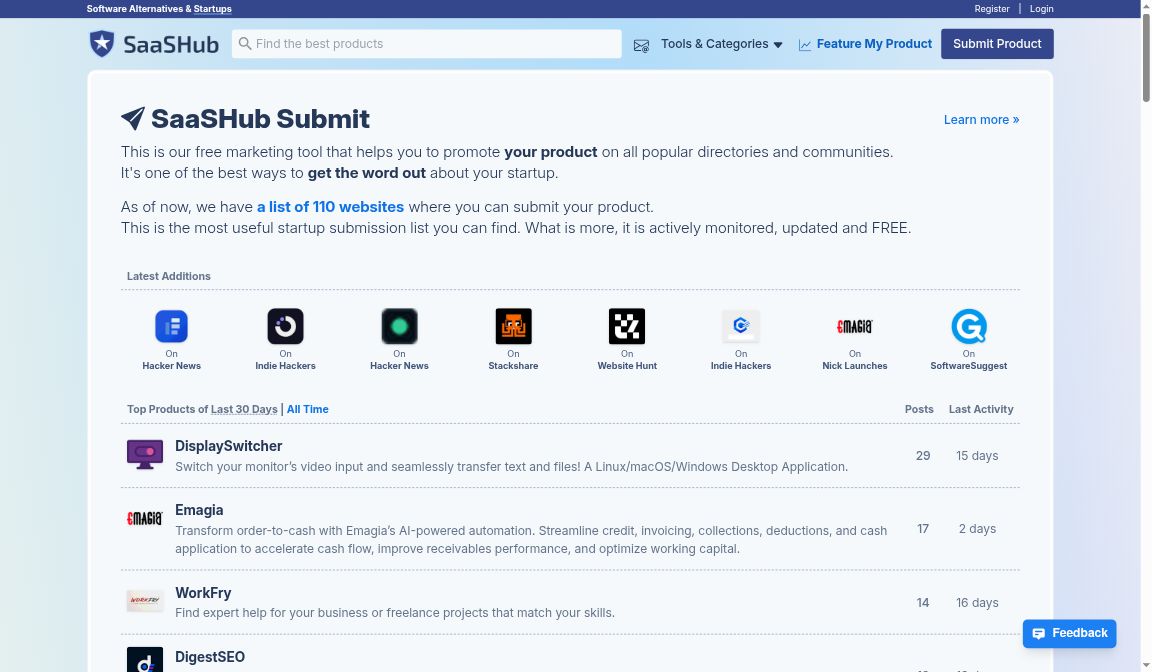 Software Alternatives & Startups
Register | Login
SaaSHub
Find the best products
Tools & Categories
Feature My Product
Submit Product
SaaSHub Submit
Learn more »
This is our free marketing tool that helps you to promote your product on all popular directories and communities.
It's one of the best ways to get the word out about your startup.
As of now, we have a list of 110 websites where you can submit your product.
This is the most useful startup submission list you can find. What is more, it is actively monitored, updated and FREE.
Latest Additions
EMAGIA
On
Hacker News
On
Indie Hackers
On
Hacker News
On
Stackshare
On
Website Hunt
On
Indie Hackers
On
Nick Launches
On
SoftwareSuggest
Top Products of Last 30 Days | All Time
Posts
Last Activity
DisplaySwitcher
Switch your monitor’s video input and seamlessly transfer text and files! A Linux/macOS/Windows Desktop Application.
29
15 days
EMAGIA
Emagia
Transform order-to-cash with Emagia’s AI-powered automation. Streamline credit, invoicing, collections, deductions, and cash
application to accelerate cash flow, improve receivables performance, and optimize working capital.
17
2 days
WORKFRY
WorkFry
Find expert help for your business or freelance projects that match your skills.
14
16 days
Feedback
DigestSEO